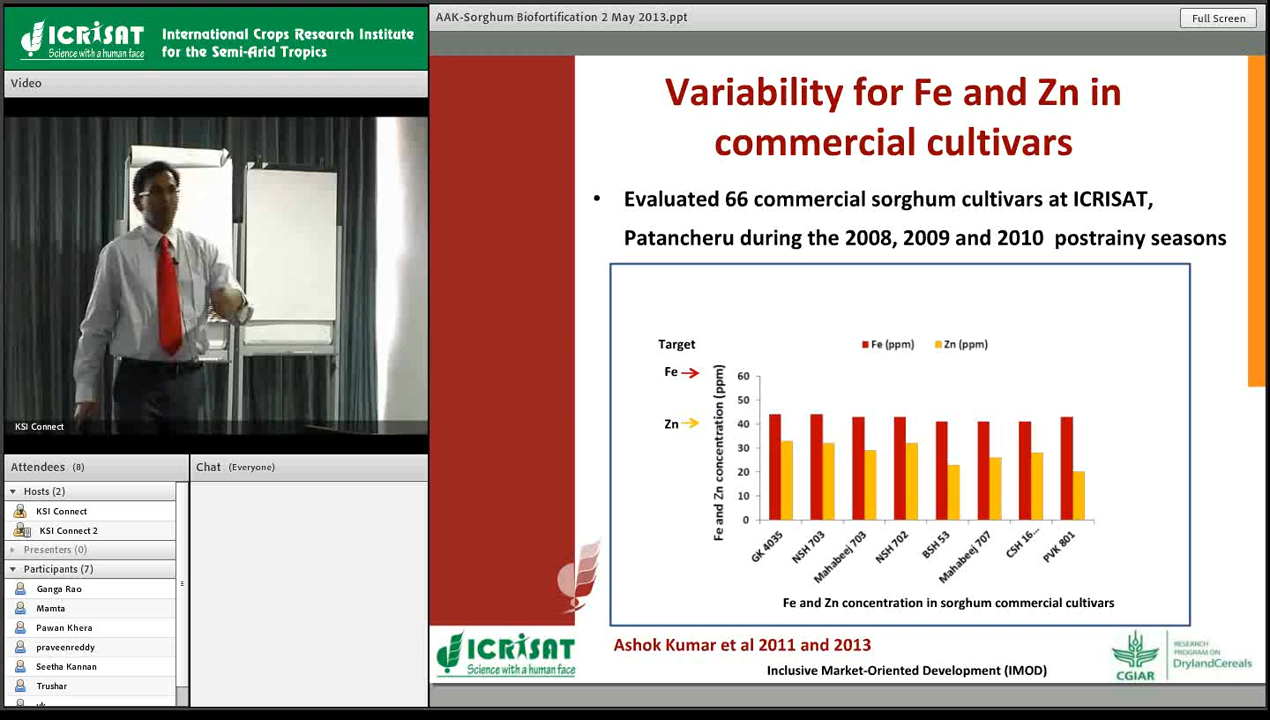 ICRISAT
Science with a human face
International Crops Research Institute
for the Semi-Arid Tropics
Video
KSI Connect
Attendees (8)
Hosts (2)
KSI Connect
KSI Connect 2
Presenters (0)
Participants (7)
Ganga Rao
Mamta
Pawan Khera
praveenreddy
Seetha Kannan
Trushar
Chat (Everyone)
AAK-Sorghum Biofortification 2 May 2013.ppt
Full Screen
Variability for Fe and Zn in
commercial cultivars
• Evaluated 66 commercial sorghum cultivars at ICRISAT,
Patancheru during the 2008, 2009 and 2010 postrainy seasons
Target
Fe
Zn
Fe (ppm) Zn (ppm)
Fe and Zn concentration (ppm)
60
50
40
30
20
10
0
GK 4035
NSH 703
Mahabeej 703
NSH 702
BSH 53
Mahabeej 707
CSH 16...
PVK 801
Fe and Zn concentration in sorghum commercial cultivars
Ashok Kumar et al 2011 and 2013
ICRISAT
Science with a human face
Inclusive Market-Oriented Development (IMOD)
CGIAR
RESEARCH
PROGRAM ON
DrylandCereals